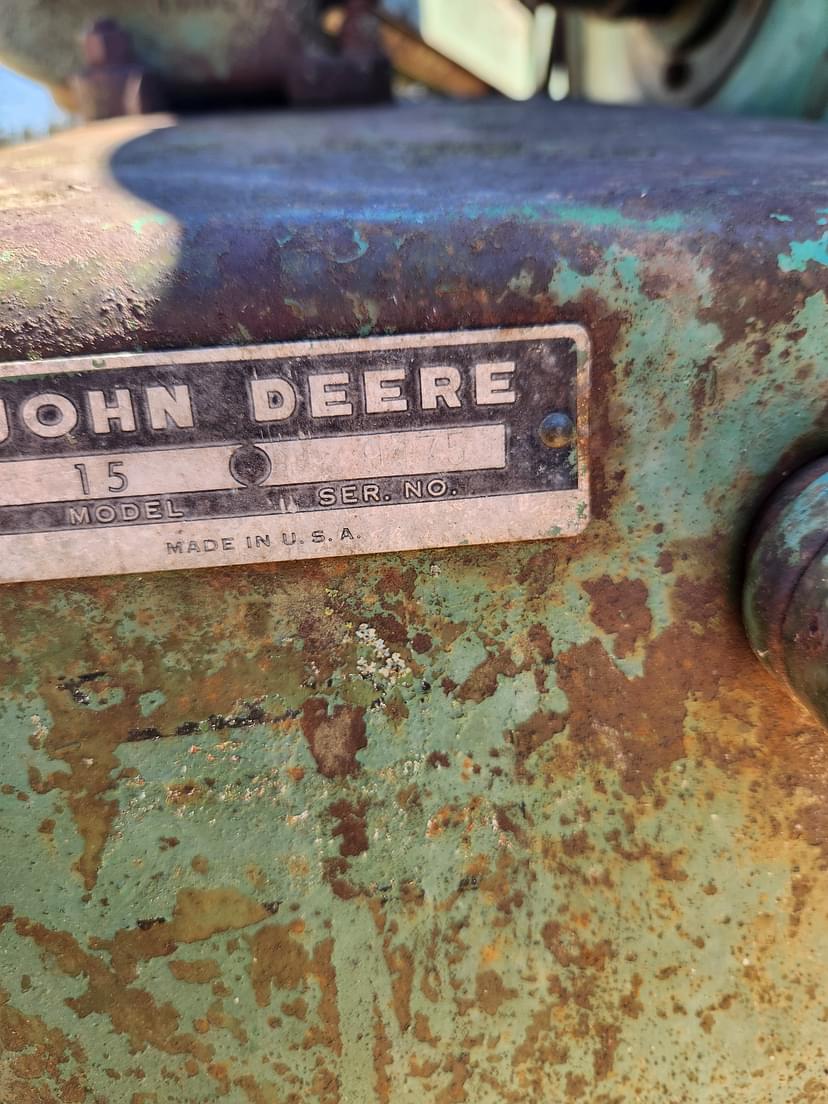 JOHN DEERE
15
MODEL SER. NO.
MADE IN U.S.A.